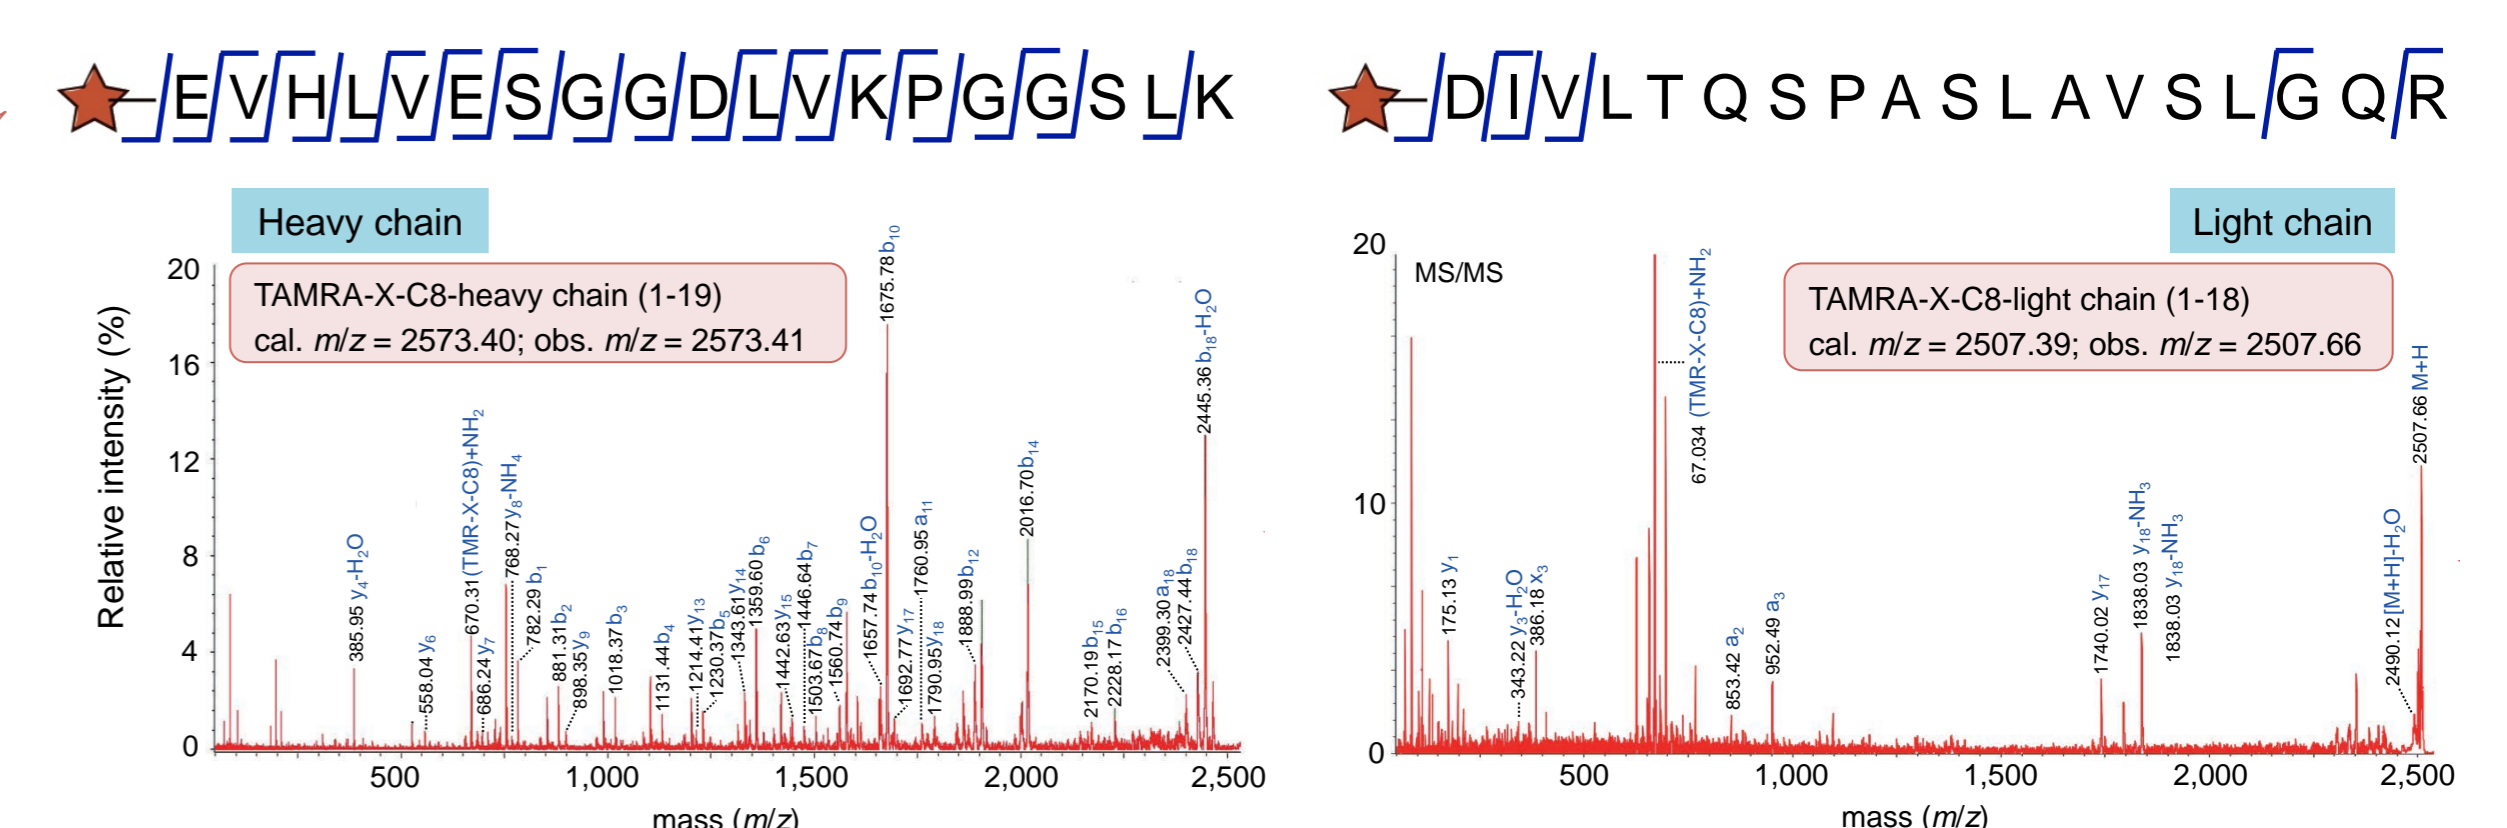 EVHLVESGGDLVKPGGSLK
DIVLTQSPASLAVSLGQR
Heavy chain
TAMRA-X-C8-heavy chain (1-19)
cal. m/z = 2573.40; obs. m/z = 2573.41
Relative intensity (%)
20
16
12
8
4
0
385.95 y4-H2O
558.04 y6
670.31 (TMR-X-C8)+NH2
686.24 y7
768.27 y8-NH4
782.29 b1
881.31 b2
898.35 y9
1018.37 b3
1131.44 b4
1214.41 y13
1230.37 b5
1343.61 y14
1359.60 b6
1442.63 y15
1446.64 b7
1503.67 b8
1560.74 b9
1657.74 b10-H2O
1675.78 b10
1692.77 y17
1760.95 a11
1790.95 y18
1888.99 b12
2016.70 b14
2170.19 b15
2228.17 b16
2399.30 a18
2427.44 b18
2445.36 b18-H2O
500
1,000
1,500
2,000
2,500
mass (m/z)
Light chain
MS/MS
TAMRA-X-C8-light chain (1-18)
cal. m/z = 2507.39; obs. m/z = 2507.66
20
10
0
175.13 y1
343.22 y3-H2O
386.18 x3
67.034 (TMR-X-C8)+NH2
853.42 a2
952.49 a3
1740.02 y17
1838.03 y18-NH3
1838.03 y18-NH3
2490.12 [M+H]-H2O
2507.66 M+H
500
1,000
1,500
2,000
2,500
mass (m/z)